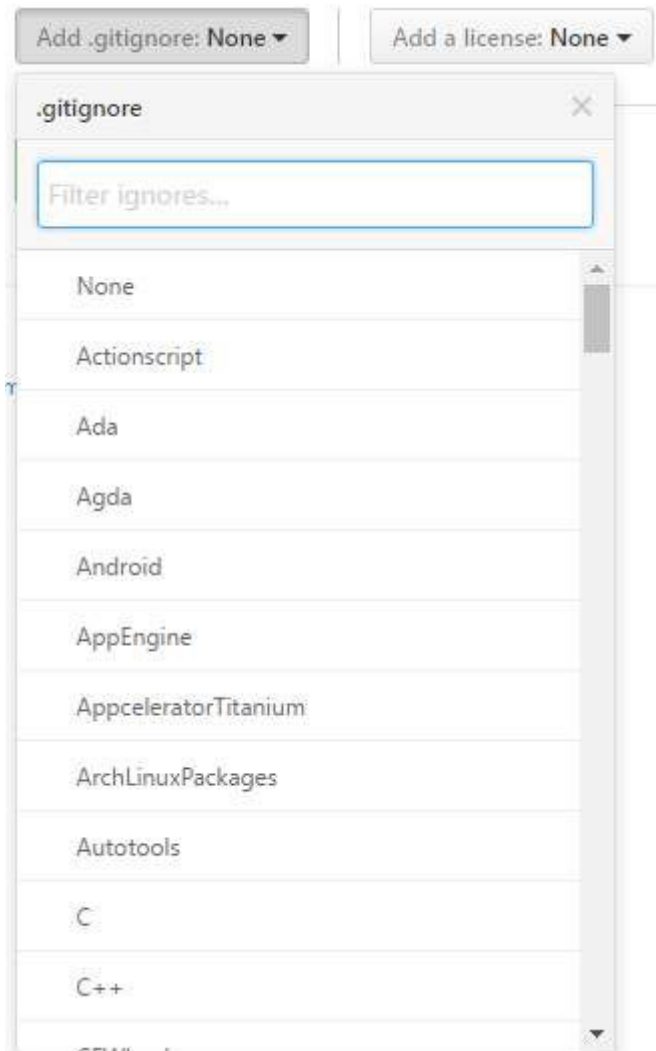 Add .gitignore: None Add a license: None
.gitignore
Filter ignores...
None
Actionscript
Ada
Agda
Android
AppEngine
AppceleratorTitanium
ArchLinuxPackages
Autotools
C
C++